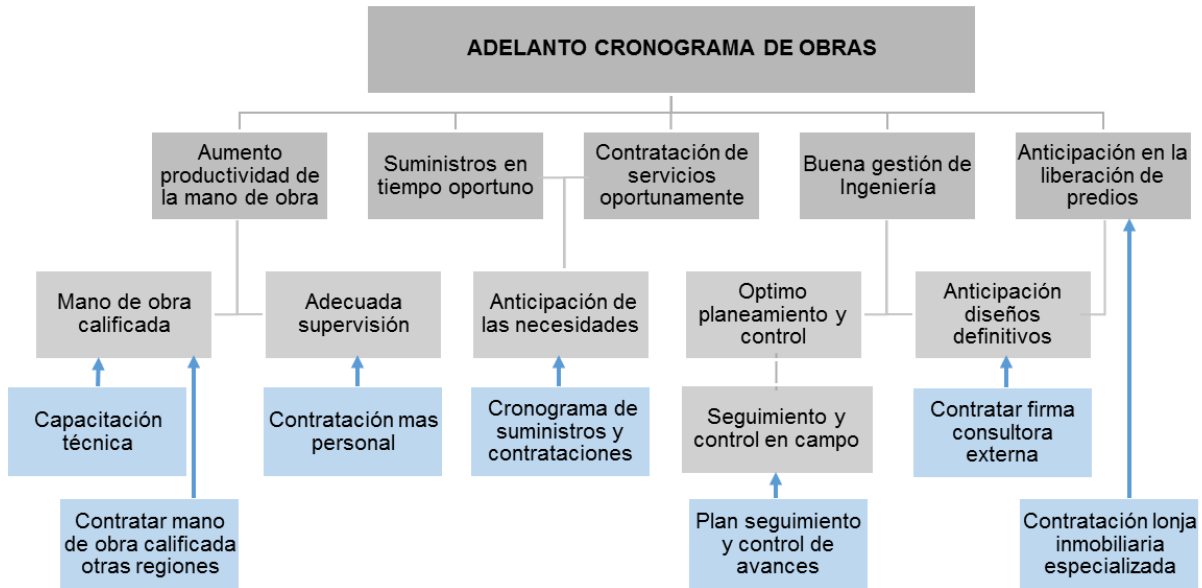 ADELANTO CRONOGRAMA DE OBRAS
Aumento
productividad de
la mano de obra
Suministros en
tiempo oportuno
Contratación de
servicios
oportunamente
Buena gestión de
Ingeniería
Anticipación en la
liberación de
predios
Mano de obra
calificada
Adecuada
supervisión
Anticipación de
las necesidades
Optimo
planeamiento y
control
Anticipación
diseños
definitivos
Capacitación
técnica
Contratación mas
personal
Cronograma de
suministros y
contrataciones
Seguimiento y
control en campo
Contratar firma
consultora
externa
Contratar mano
de obra calificada
otras regiones
Plan seguimiento
y control de
avances
Contratación lonja
inmobiliaria
especializada